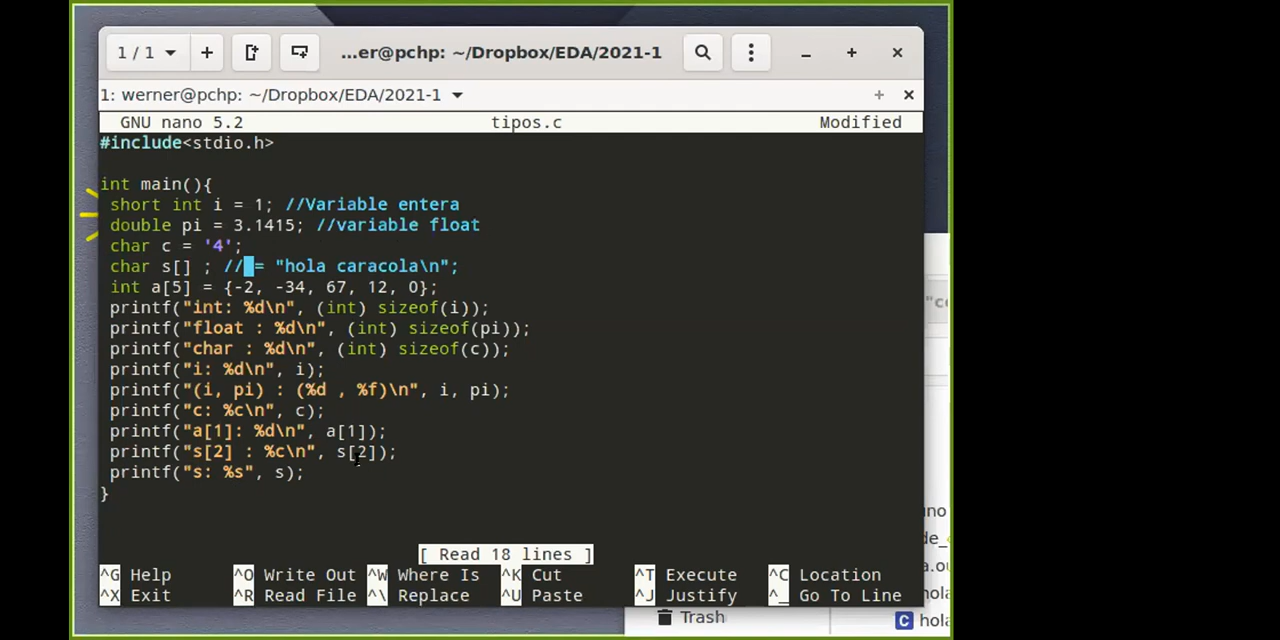 1 / 1
…er@pchp: ~/Dropbox/EDA/2021-1
1: werner@pchp: ~/Dropbox/EDA/2021-1
GNU nano 5.2 tipos.c Modified
#include<stdio.h>
int main(){
short int i = 1; //Variable entera
double pi = 3.1415; //variable float
char c = '4';
char s[] ; // = "hola caracola\n";
int a[5] = {-2, -34, 67, 12, 0};
printf("int: %d\n", (int) sizeof(i));
printf("float : %d\n", (int) sizeof(pi));
printf("char : %d\n", (int) sizeof(c));
printf("i: %d\n", i);
printf("(i, pi) : (%d , %f)\n", i, pi);
printf("c: %c\n", c);
printf("a[1]: %d\n", a[1]);
printf("s[2] : %c\n", s[2]);
printf("s: %s", s);
}
[ Read 18 lines ]
^G Help ^O Write Out ^W Where Is ^K Cut ^T Execute ^C Location
^X Exit ^R Read File ^\ Replace ^U Paste ^J Justify ^_ Go To Line
Trash